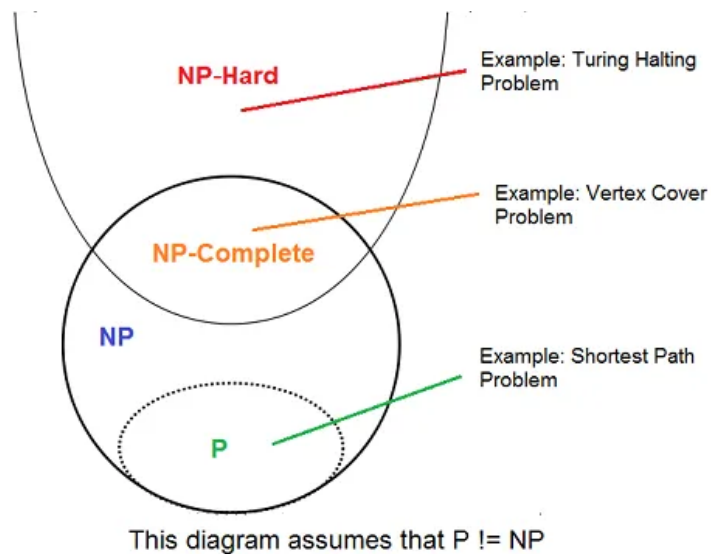 NP-Hard
Example: Turing Halting
Problem
Example: Vertex Cover
Problem
NP-Complete
NP
Example: Shortest Path
Problem
P
This diagram assumes that P != NP